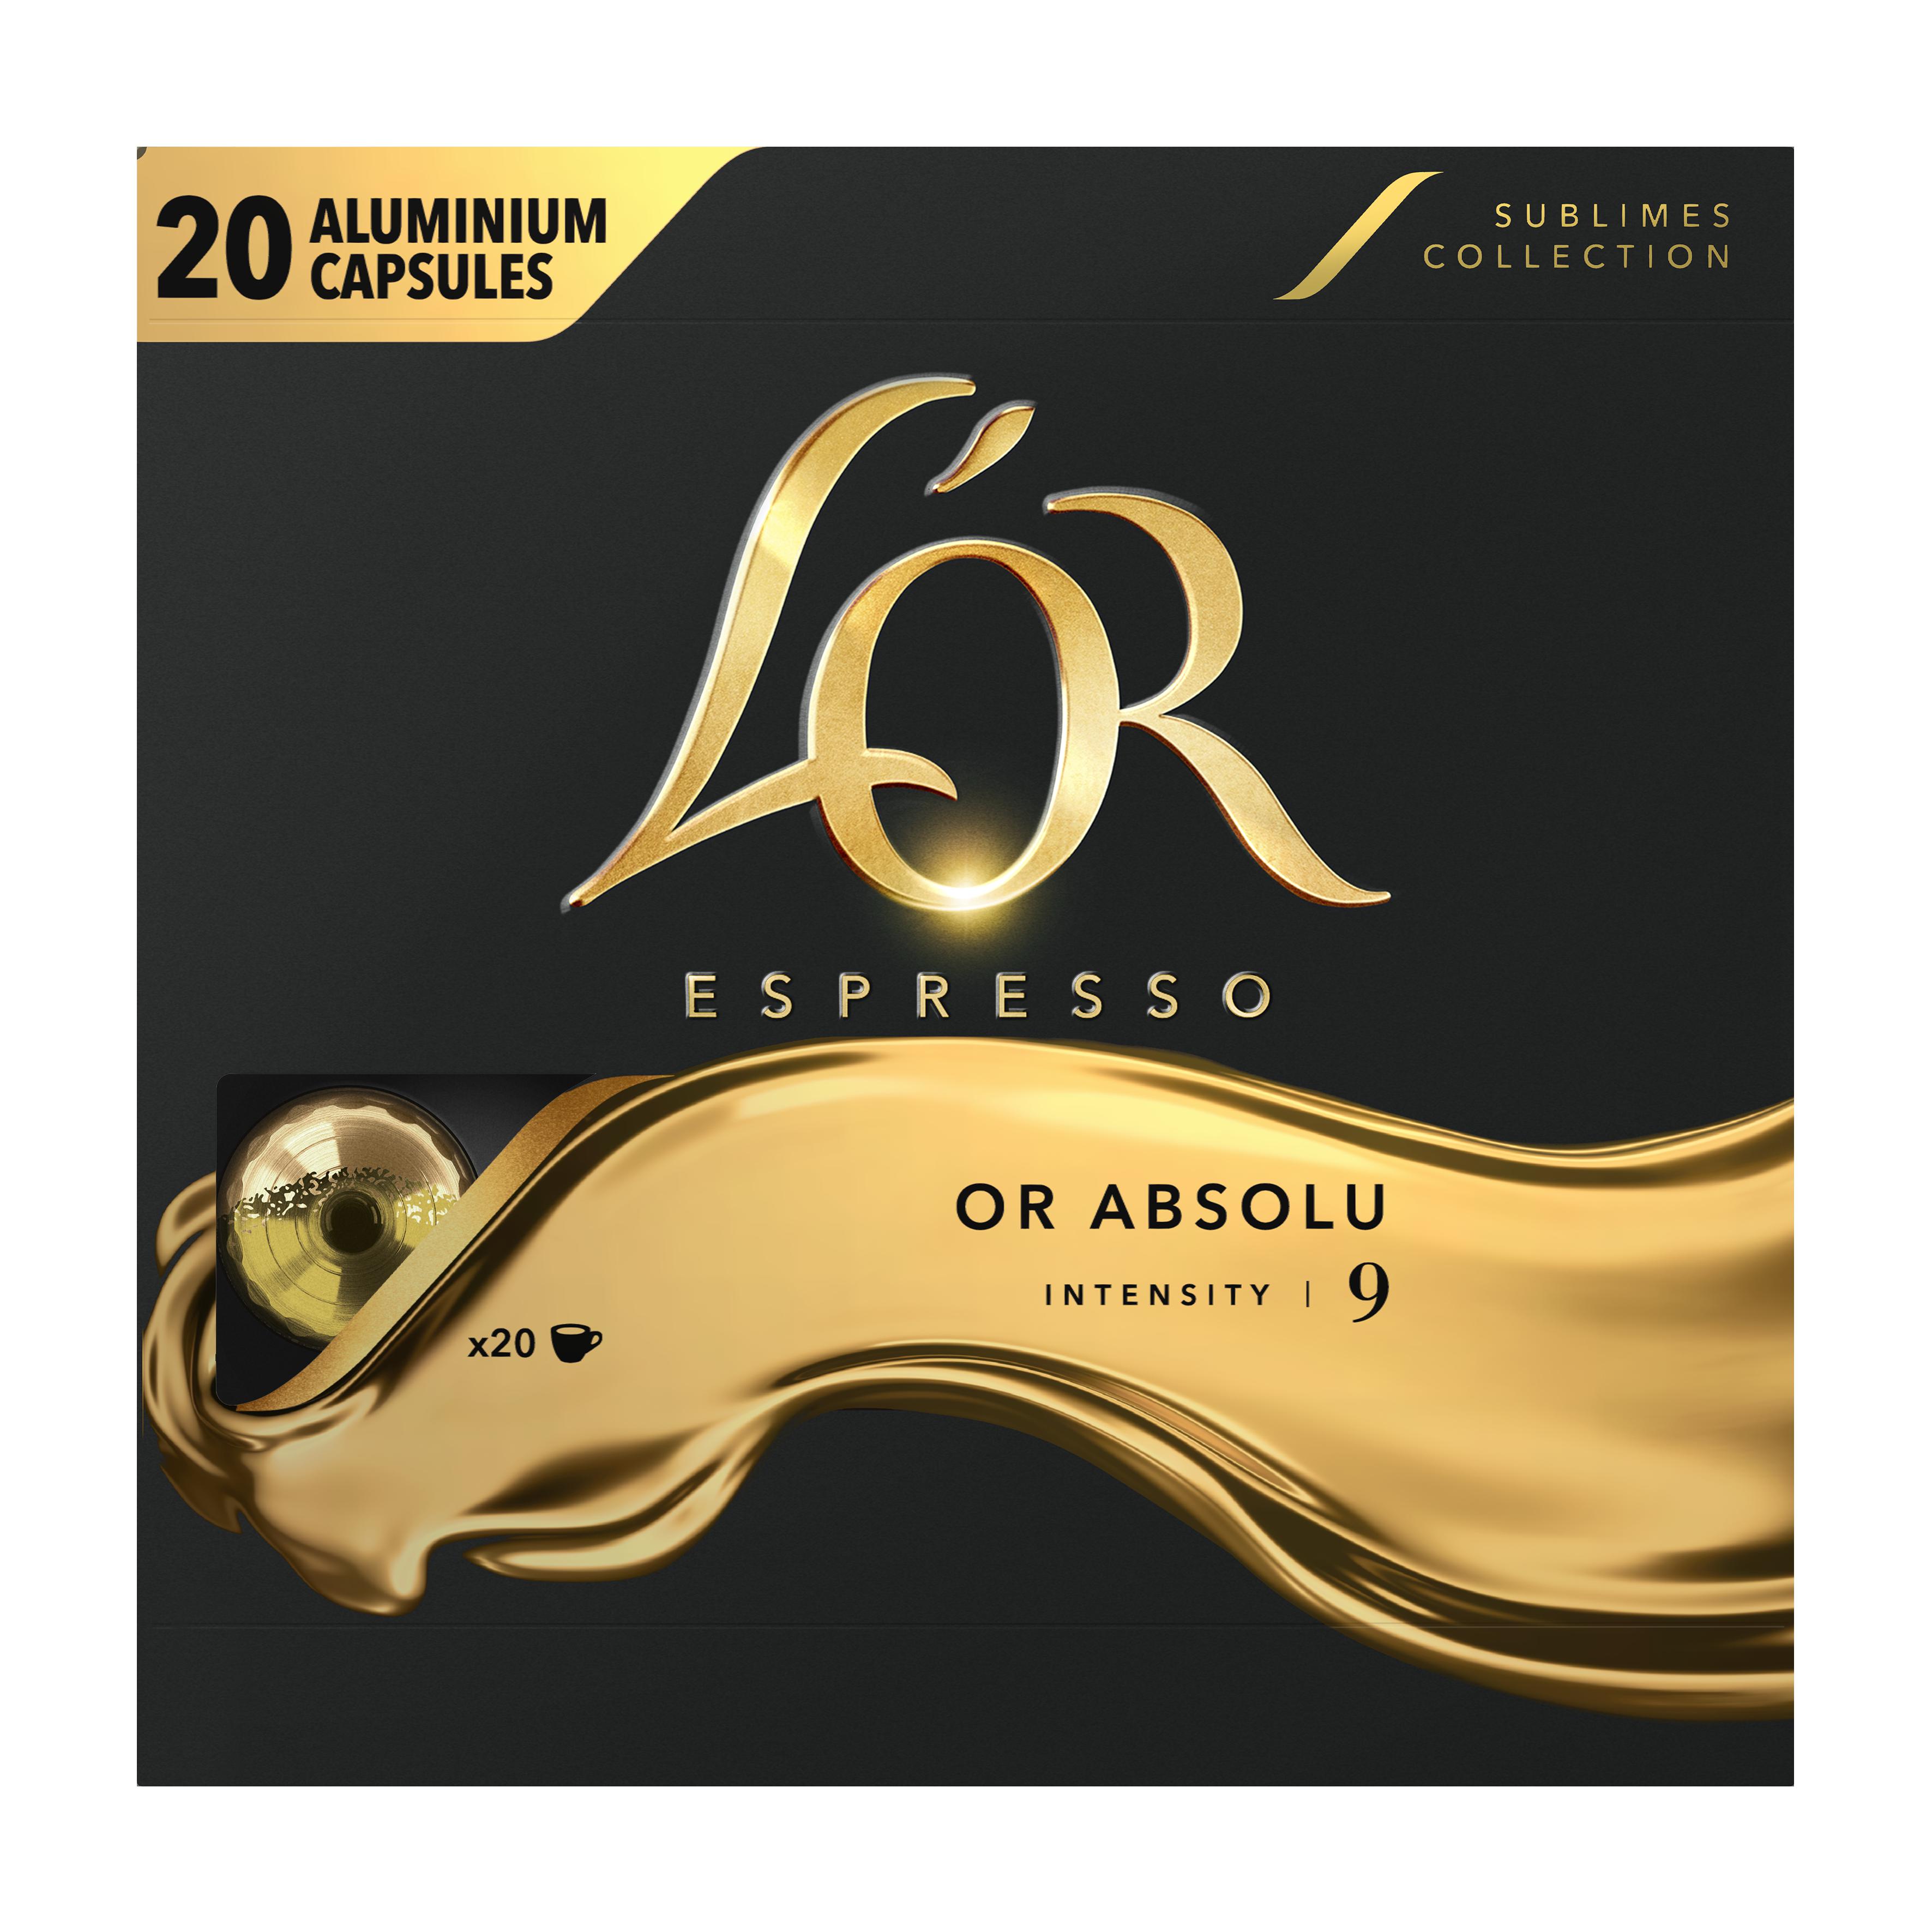 20 ALUMINIUM
CAPSULES
SUBLIMES
COLLECTION
L'OR
ESPRESSO
OR ABSOLU
INTENSITY | 9
x20